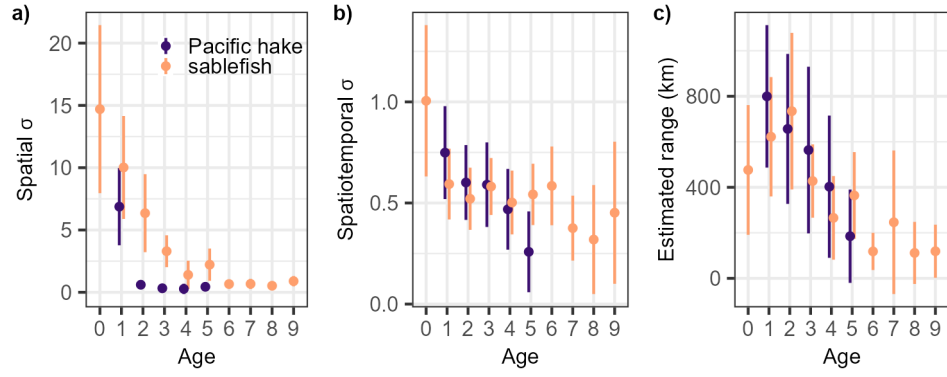 a)
Spatial σ
20
15
10
5
0
Pacific hake
sablefish
0 1 2 3 4 5 6 7 8 9
Age
b)
Spatiotemporal σ
1.0
0.5
0.0
0 1 2 3 4 5 6 7 8 9
Age
c)
Estimated range (km)
800
400
0
0 1 2 3 4 5 6 7 8 9
Age